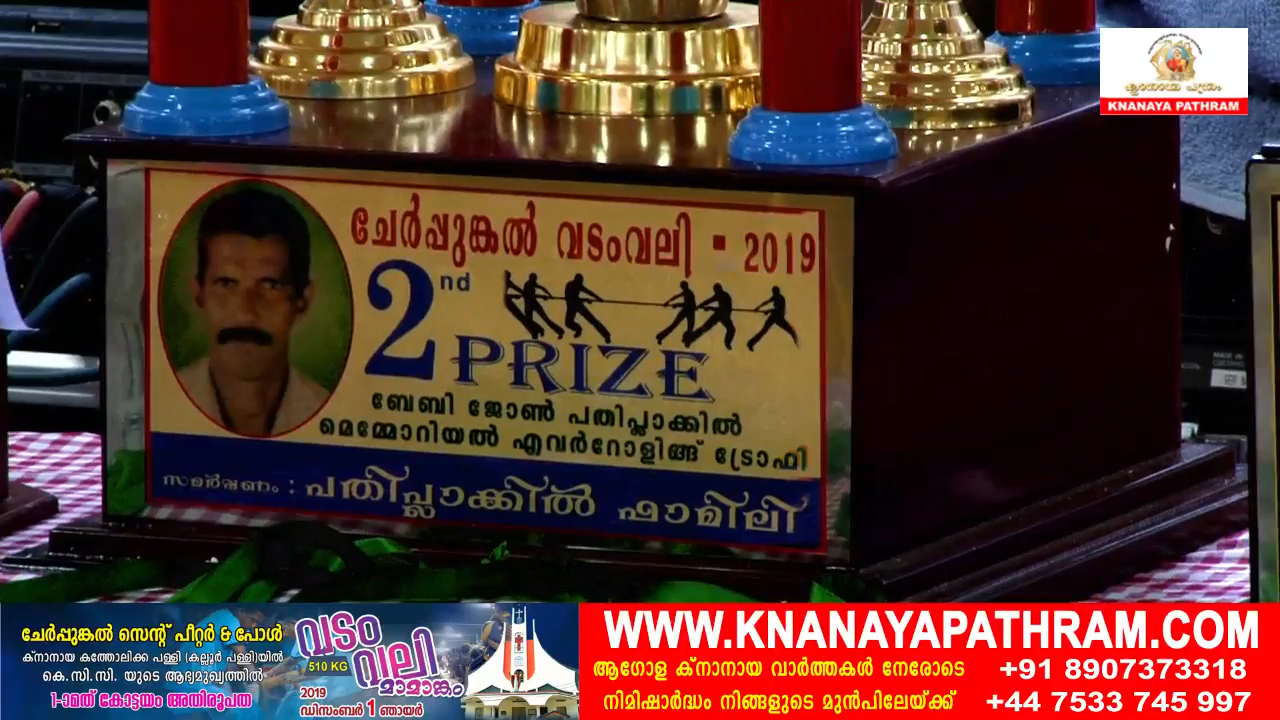 ക്നാനായ പത്രം
KNANAYA PATHRAM
ചേർപ്പുങ്കൽ വടംവലി - 2019
2nd
PRIZE
ബേബി ജോൺ പതിപ്ലാക്കിൽ
മെമ്മോറിയൽ എവർറോളിങ്ങ് ട്രോഫി
സമർപ്പണം : പതിപ്ലാക്കിൽ ഫാമിലി
ചേർപ്പുങ്കൽ സെന്റ് പീറ്റർ & പോൾ
ക്നാനായ കത്തോലിക്ക പള്ളി (കല്ലൂർ പള്ളി)യിൽ
കെ.സി.സി. യുടെ ആഭ്യമുഖ്യത്തിൽ
1-ാമത് കോട്ടയം അതിരൂപത
വടം
510 KG വലി
മാമാങ്കം
2019
ഡിസംബർ 1 ഞായർ
WWW.KNANAYAPATHRAM.COM
ആഗോള ക്നാനായ വാർത്തകൾ നേരോടെ +91 8907373318
നിമിഷാർദ്ധം നിങ്ങളുടെ മുൻപിലേയ്ക്ക് +44 7533 745 997